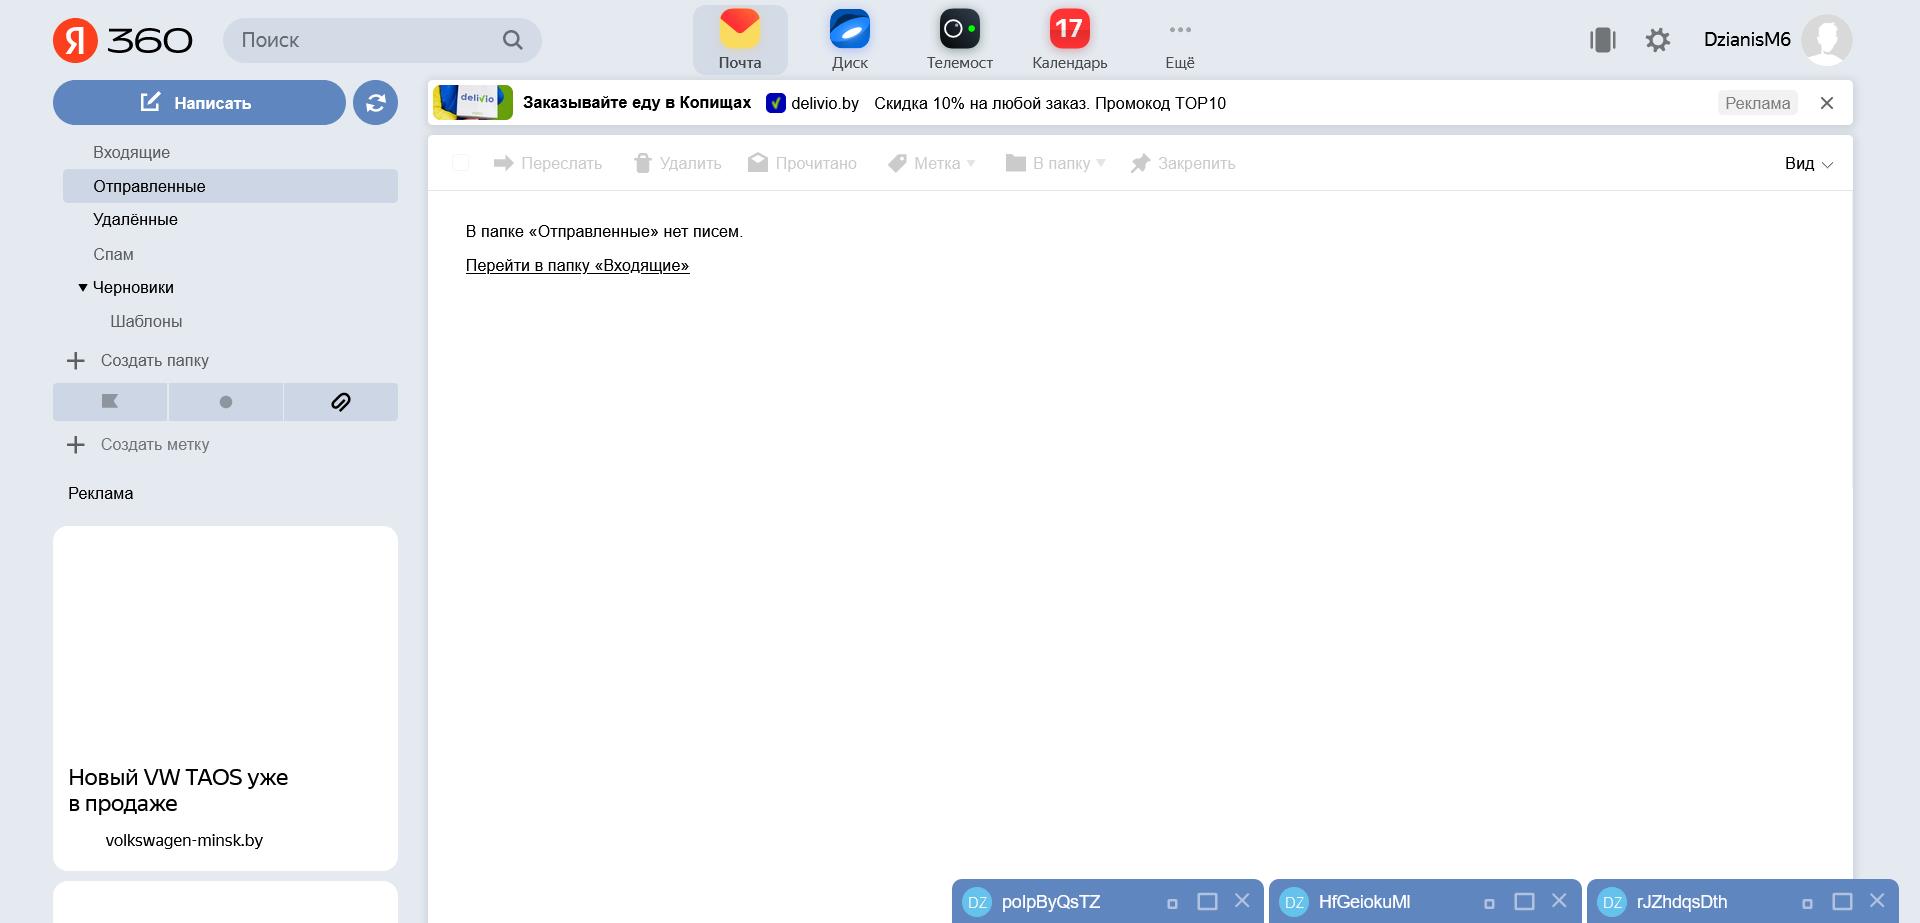 Я 360
Поиск
Почта
Диск
Телемост
17
Календарь
Ещё
DzianisM6
Написать
Входящие
Отправленные
Удалённые
Спам
Черновики
Шаблоны
Создать папку
Создать метку
Реклама
Новый VW TAOS уже
в продаже
volkswagen-minsk.by
delivio
Заказывайте еду в Копищах delivio.by Скидка 10% на любой заказ. Промокод TOP10
Реклама
Переслать Удалить Прочитано Метка В папку Закрепить
Вид
В папке «Отправленные» нет писем.
Перейти в папку «Входящие»
DZ poIpByQsTZ
DZ HfGeiokuMl
DZ rJZhdqsDth